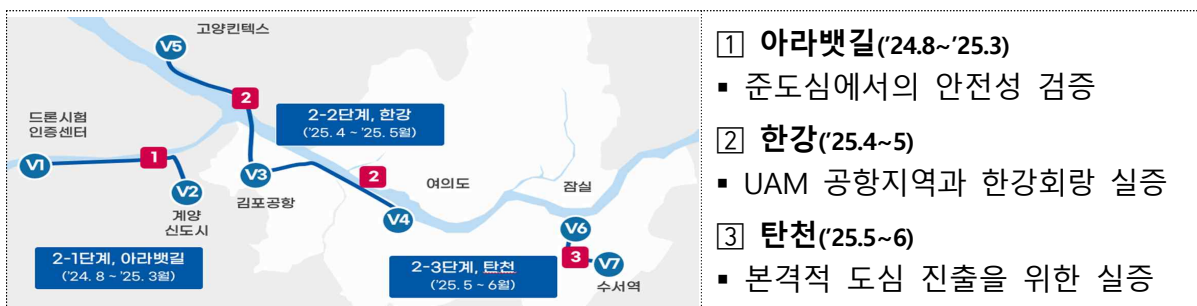 고양킨텍스
V5
2
드론시험
인증센터
2-2단계, 한강
('25. 4 ~ '25. 5월)
V1
1
V2
계양
신도시
V3
김포공항
2
여의도
V4
잠실
V6
3
V7
수서역
2-1단계, 아라뱃길
('24. 8 ~ '25. 3월)
2-3단계, 탄천
('25. 5 ~ 6월)
1 아라뱃길('24.8~'25.3)
▪ 준도심에서의 안전성 검증
2 한강('25.4~5)
▪ UAM 공항지역과 한강회랑 실증
3 탄천('25.5~6)
▪ 본격적 도심 진출을 위한 실증